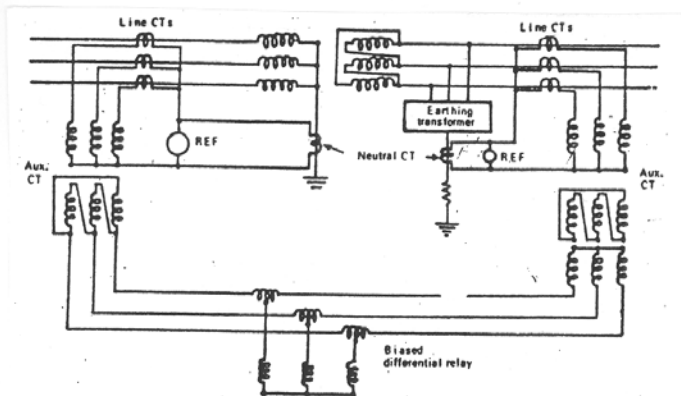 Line CTs
Line CTs
Earthing
transformer
REF
Neutral CT
REF
Aux.
CT
Aux.
CT
Biased
differential relay